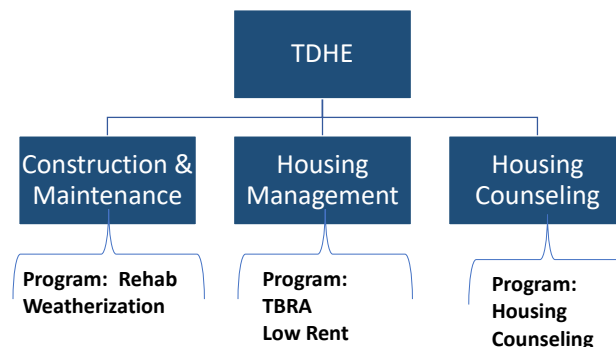 TDHE
Construction &
Maintenance
Housing
Management
Housing
Counseling
Program: Rehab
Weatherization
Program:
TBRA
Low Rent
Program:
Housing
Counseling